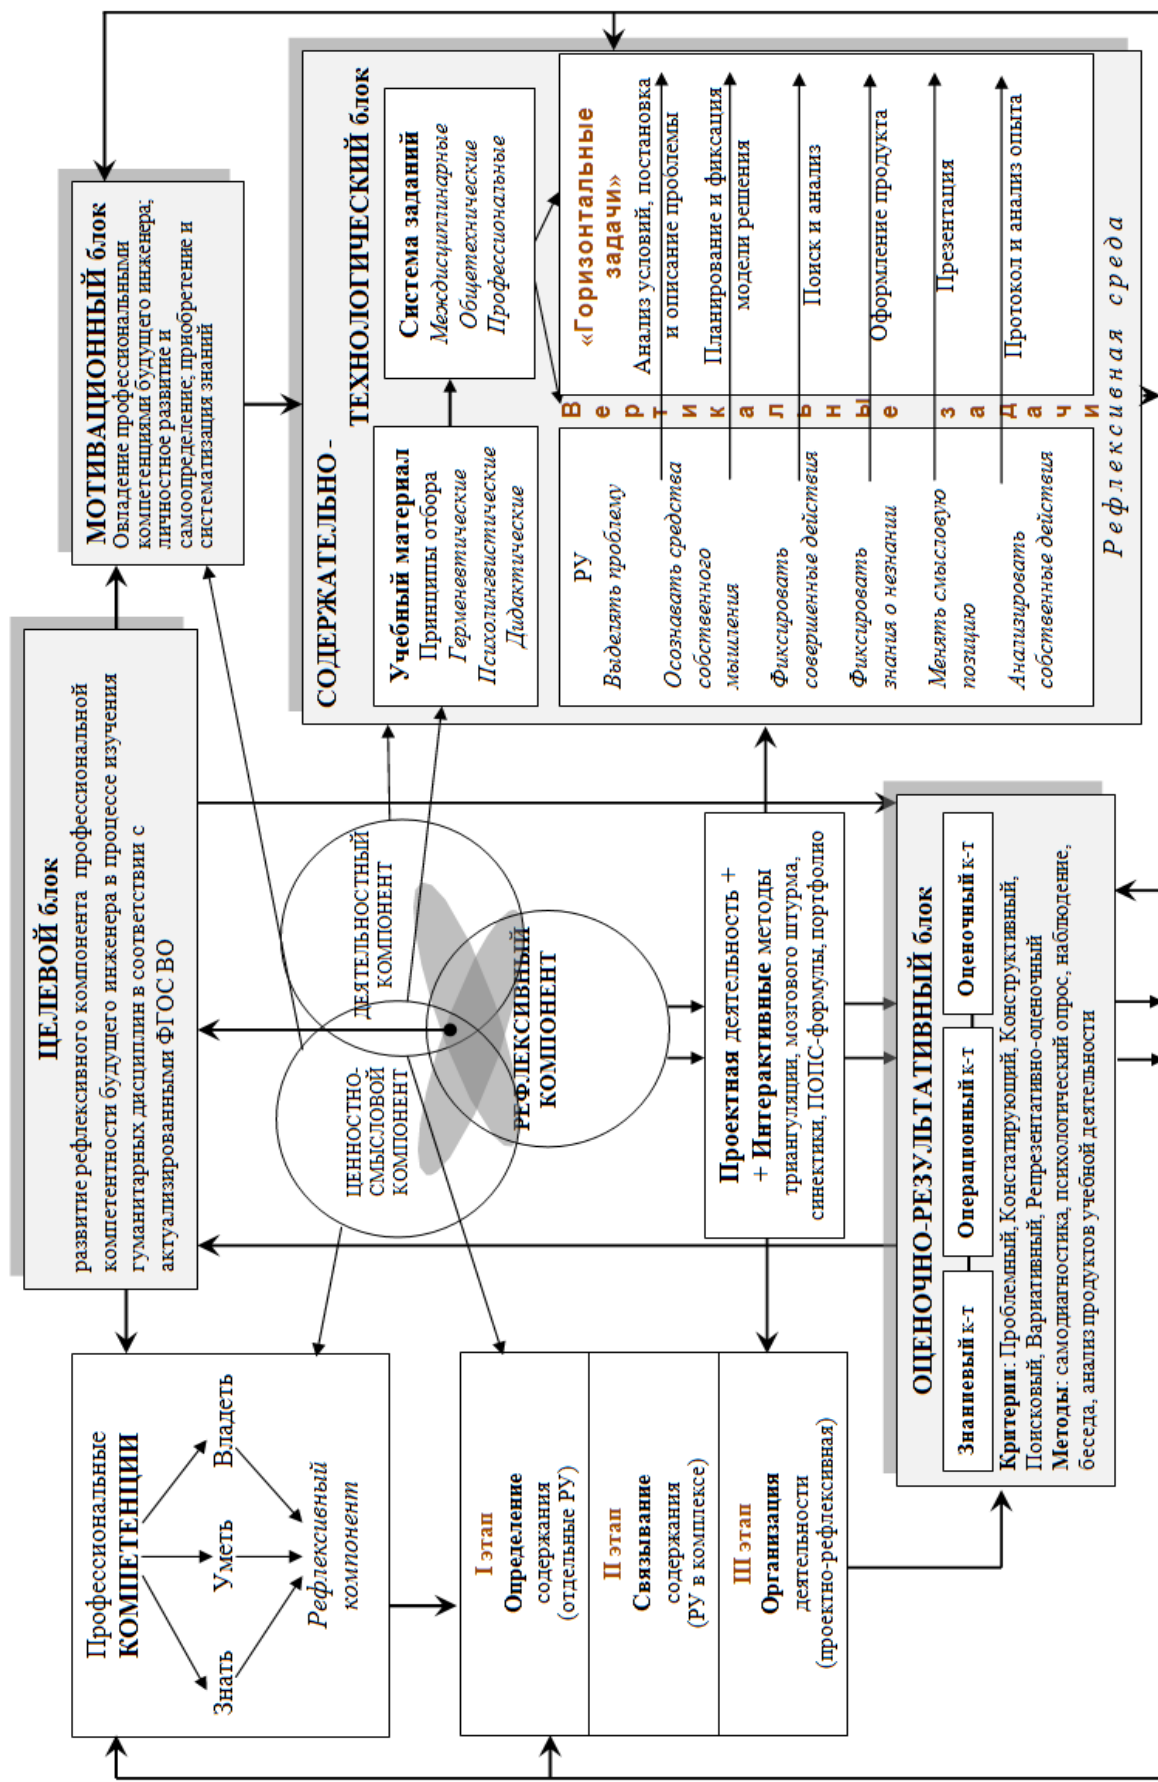 Профессиональные
КОМПЕТЕНЦИИ
Знать
Уметь
Владеть
Рефлексивный
компонент
ЦЕЛЕВОЙ блок
развитие рефлексивного компонента профессиональной
компетентности будущего инженера в процессе изучения
гуманитарных дисциплин в соответствии с
актуализированными ФГОС ВО
МОТИВАЦИОННЫЙ блок
Овладение профессиональными
компетенциями будущего инженера;
личностное развитие и
самоопределение; приобретение и
систематизация знаний
I этап
Определение
содержания
(отдельные РУ)
II этап
Связывание
содержания
(РУ в комплексе)
III этап
Организация
деятельности
(проектно-рефлексивная)
ЦЕННОСТНО-
СМЫСЛОВОЙ
КОМПОНЕНТ
ДЕЯТЕЛЬНОСТНЫЙ
КОМПОНЕНТ
РЕФЛЕКСИВНЫЙ
КОМПОНЕНТ
Проектная деятельность +
+ Интерактивные методы
триангуляции, мозгового штурма,
синектики, ПОПС-формулы, портфолио
СОДЕРЖАТЕЛЬНО-
ТЕХНОЛОГИЧЕСКИЙ блок
Учебный материал
Принципы отбора
Герменевтические
Психолингвистические
Дидактические
Система заданий
Междисциплинарные
Общетехнические
Профессиональные
РУ
Выделять проблему
Осознавать средства
собственного
мышления
Фиксировать
совершенные действия
Фиксировать
знания о незнании
Менять смысловую
позицию
Анализировать
собственные действия
Вертикальные задачи
«Горизонтальные
задачи»
Анализ условий, постановка
и описание проблемы
Планирование и фиксация
модели решения
Поиск и анализ
Оформление продукта
Презентация
Протокол и анализ опыта
Рефлексивная среда
ОЦЕНОЧНО-РЕЗУЛЬТАТИВНЫЙ блок
Знаниевый к-т
Операционный к-т
Оценочный к-т
Критерии: Проблемный, Констатирующий, Конструктивный,
Поисковый, Вариативный, Репрезентативно-оценочный
Методы: самодиагностика, психологический опрос, наблюдение,
беседа, анализ продуктов учебной деятельности